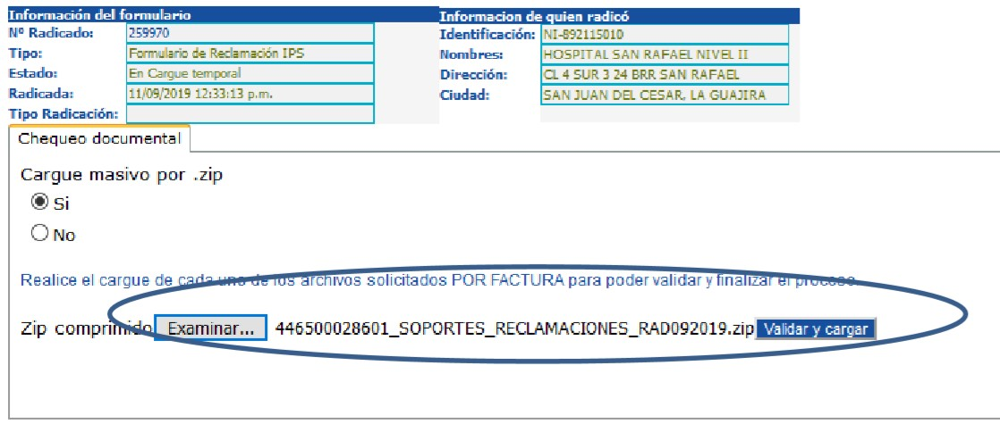 Información del formulario
Nº Radicado: 259970
Tipo: Formulario de Reclamación IPS
Estado: En Cargue temporal
Radicada: 11/09/2019 12:33:13 p.m.
Tipo Radicación:
Informacion de quien radicó
Identificación: NI-892115010
Nombres: HOSPITAL SAN RAFAEL NIVEL II
Dirección: CL 4 SUR 3 24 BRR SAN RAFAEL
Ciudad: SAN JUAN DEL CESAR, LA GUAJIRA
Chequeo documental
Cargue masivo por .zip
Si
No
Realice el cargue de cada uno de los archivos solicitados POR FACTURA para poder validar y finalizar el proceso.
Zip comprimido Examinar... 446500028601_SOPORTES_RECLAMACIONES_RAD092019.zip Validar y cargar